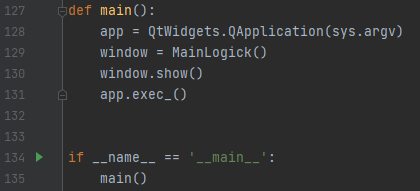 127 def main():
128     app = QtWidgets.QApplication(sys.argv)
129     window = MainLogick()
130     window.show()
131     app.exec_()
132
133
134 if __name__ == '__main__':
135     main()